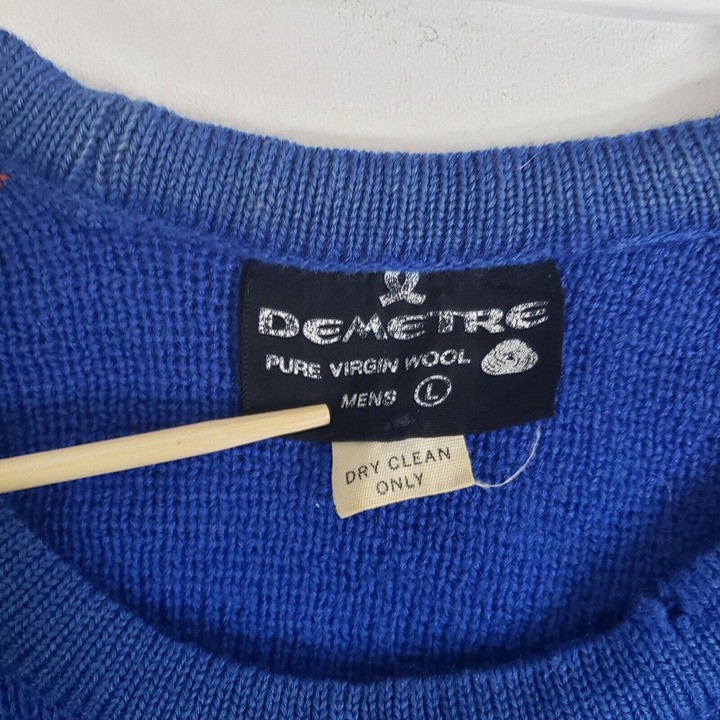 DEMETRE
PURE VIRGIN WOOL
MENS L
DRY CLEAN
ONLY